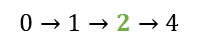 0 → 1 → 2 → 4